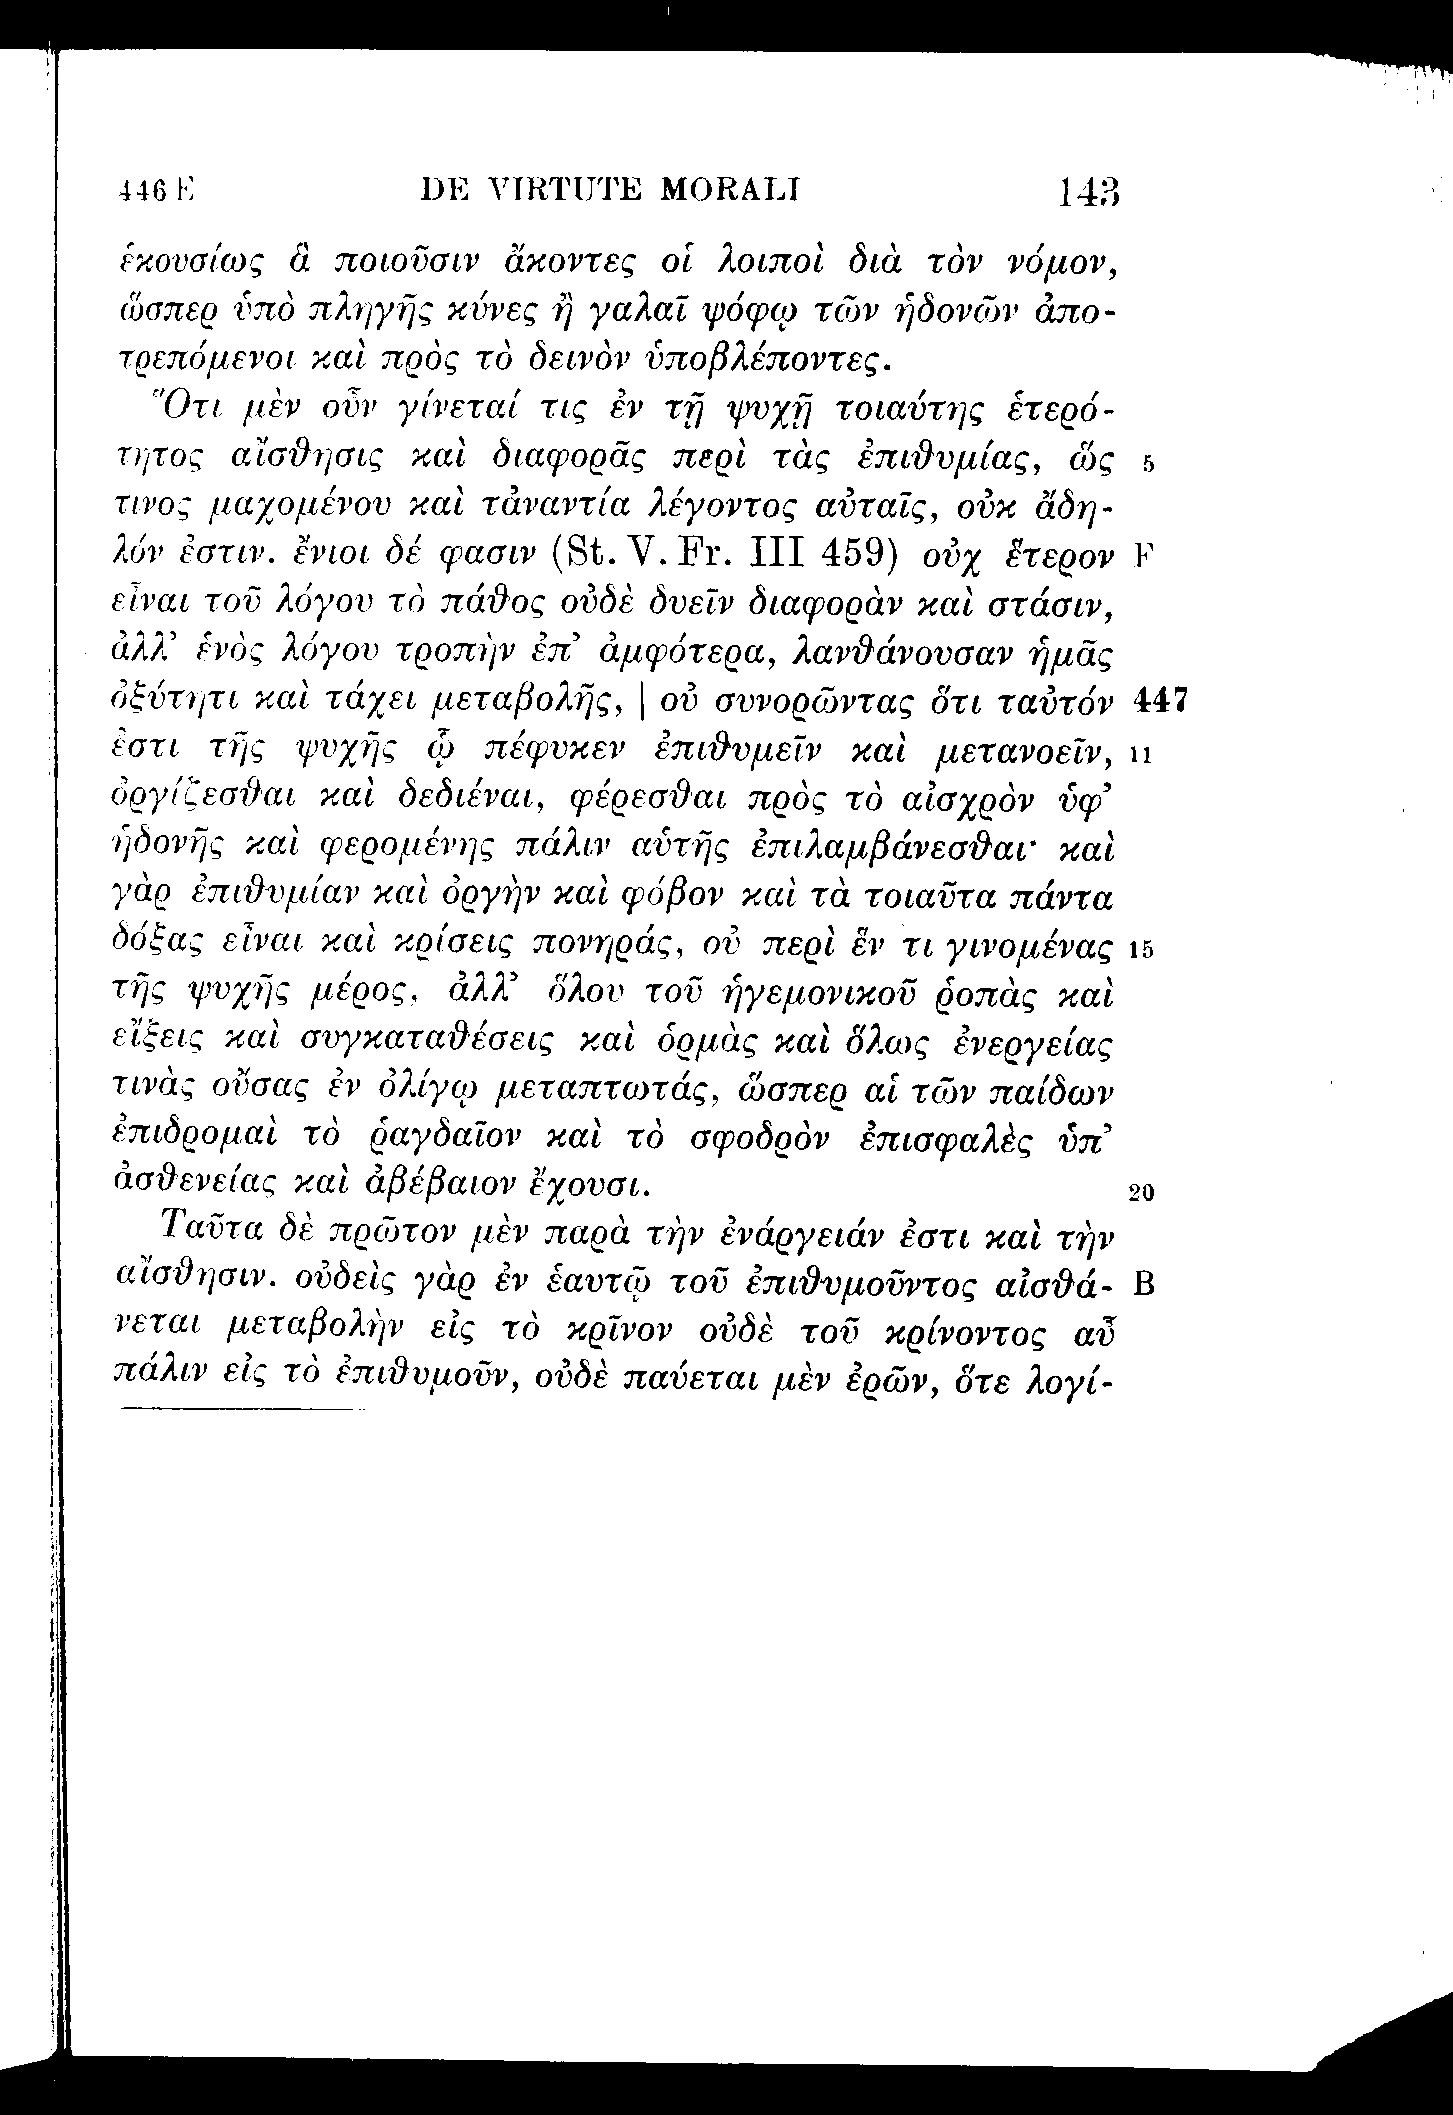 446 E DE VIRTUTE MORALI 143
ἑκουσίως ἃ ποιοῦσιν ἄκοντες οἱ λοιποὶ διὰ τὸν νόμον,
ὥσπερ ὑπὸ πληγῆς κύνες ἢ γαλαῖ ψόφῳ τῶν ἡδονῶν ἀπο-
τρεπόμενοι καὶ πρὸς τὸ δεινὸν ὑποβλέποντες.
Ὅτι μὲν οὖν γίνεταί τις ἐν τῇ ψυχῇ τοιαύτης ἑτερό-
τητος αἴσθησις καὶ διαφορᾶς περὶ τὰς ἐπιθυμίας, ὥς 5
τινος μαχομένου καὶ τἀναντία λέγοντος αὐταῖς, οὐκ ἄδη-
λόν ἐστιν. ἔνιοι δέ φασιν (St. V. Fr. III 459) οὐχ ἕτερον F
εἶναι τοῦ λόγου τὸ πάθος οὐδὲ δυεῖν διαφορὰν καὶ στάσιν,
ἀλλ’ ἑνὸς λόγου τροπὴν ἐπ’ ἀμφότερα, λανθάνουσαν ἡμᾶς
ὀξύτητι καὶ τάχει μεταβολῆς, | οὐ συνορῶντας ὅτι ταὐτόν 447
ἐστι τῆς ψυχῆς ᾧ πέφυκεν ἐπιθυμεῖν καὶ μετανοεῖν, 11
ὀργίζεσθαι καὶ δεδιέναι, φέρεσθαι πρὸς τὸ αἰσχρὸν ὑφ’
ἡδονῆς καὶ φερομένης πάλιν αὑτῆς ἐπιλαμβάνεσθαι· καὶ
γὰρ ἐπιθυμίαν καὶ ὀργὴν καὶ φόβον καὶ τὰ τοιαῦτα πάντα
δόξας εἶναι καὶ κρίσεις πονηράς, οὐ περὶ ἕν τι γινομένας 15
τῆς ψυχῆς μέρος, ἀλλ’ ὅλου τοῦ ἡγεμονικοῦ ῥοπὰς καὶ
εἴξεις καὶ συγκαταθέσεις καὶ ὁρμὰς καὶ ὅλως ἐνεργείας
τινὰς οὔσας ἐν ὀλίγῳ μεταπτωτάς, ὥσπερ αἱ τῶν παίδων
ἐπιδρομαὶ τὸ ῥαγδαῖον καὶ τὸ σφοδρὸν ἐπισφαλὲς ὑπ’
ἀσθενείας καὶ ἀβέβαιον ἔχουσι. 20
Ταῦτα δὲ πρῶτον μὲν παρὰ τὴν ἐνάργειάν ἐστι καὶ τὴν
αἴσθησιν. οὐδεὶς γὰρ ἐν ἑαυτῷ τοῦ ἐπιθυμοῦντος αἰσθά- B
νεται μεταβολὴν εἰς τὸ κρῖνον οὐδὲ τοῦ κρίνοντος αὖ
πάλιν εἰς τὸ ἐπιθυμοῦν, οὐδὲ παύεται μὲν ἐρῶν, ὅτε λογί-